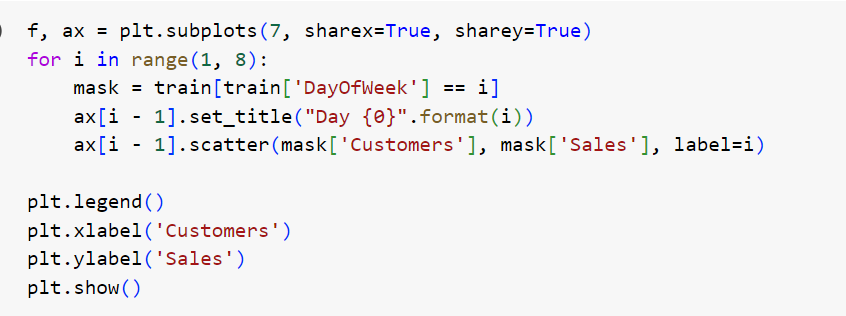 f, ax = plt.subplots(7, sharex=True, sharey=True)
for i in range(1, 8):
    mask = train[train['DayOfWeek'] == i]
    ax[i - 1].set_title("Day {0}".format(i))
    ax[i - 1].scatter(mask['Customers'], mask['Sales'], label=i)

plt.legend()
plt.xlabel('Customers')
plt.ylabel('Sales')
plt.show()